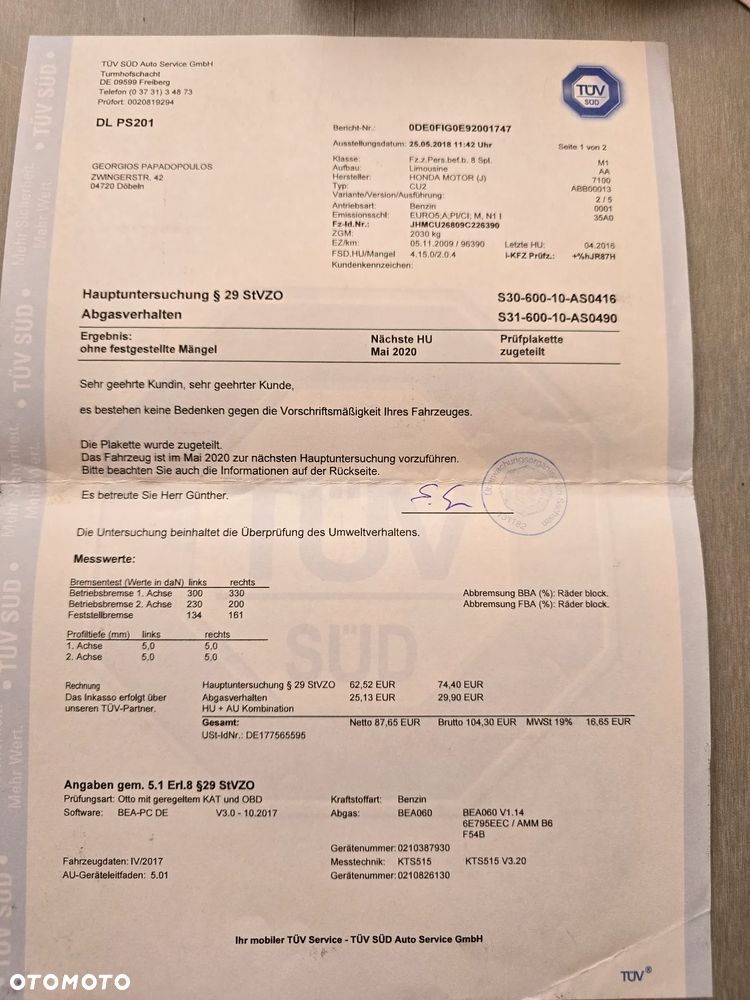 TÜV SÜD Auto Service GmbH
Turmhofschacht
DE 09599 Freiberg
Telefon (0 37 31) 3 48 73
Prüfort: 0020819294
TÜV SÜD
DL PS201
GEORGIOS PAPADOPOULOS
ZWINGERSTR. 42
04720 Döbeln
Bericht-Nr.: 0DE0FIG0E92001747
Ausstellungsdatum: 25.05.2018 11:42 Uhr Seite 1 von 2
Klasse: Fz.z.Pers.bef.b. 8 Spl. M1
Aufbau: Limousine AA
Hersteller: HONDA MOTOR (J) 7100
Typ: CU2 ABB00013
Variante/Version/Ausführung: 2 / 5
Antriebsart: Benzin 0001
Emissionsschl: EURO5;A;PI/CI; M, N1 I 35A0
Fz-Id.Nr.: JHMCU26809C226390
ZGM: 2030 kg
EZ/km: 05.11.2009 / 96390 Letzte HU: 04.2016
FSD,HU/Mangel 4.15.0/2.0.4 I-KFZ Prüfz.: +%hJR87H
Kundenkennzeichen:
Hauptuntersuchung § 29 StVZO S30-600-10-AS0416
Abgasverhalten S31-600-10-AS0490
Ergebnis: Nächste HU Prüfplakette
ohne festgestellte Mängel Mai 2020 zugeteilt
Sehr geehrte Kundin, sehr geehrter Kunde,
es bestehen keine Bedenken gegen die Vorschriftsmäßigkeit Ihres Fahrzeuges.
Die Plakette wurde zugeteilt.
Das Fahrzeug ist im Mai 2020 zur nächsten Hauptuntersuchung vorzuführen.
Bitte beachten Sie auch die Informationen auf der Rückseite.
Es betreute Sie Herr Günther.
Die Untersuchung beinhaltet die Überprüfung des Umweltverhaltens.
Messwerte:
Bremsentest (Werte in daN) links rechts
Betriebsbremse 1. Achse 300 330 Abbremsung BBA (%): Räder block.
Betriebsbremse 2. Achse 230 200 Abbremsung FBA (%): Räder block.
Feststellbremse 134 161
Profiltiefe (mm) links rechts
1. Achse 5,0 5,0
2. Achse 5,0 5,0
Rechnung Hauptuntersuchung § 29 StVZO 62,52 EUR 74,40 EUR
Das Inkasso erfolgt über Abgasverhalten 25,13 EUR 29,90 EUR
unseren TÜV-Partner. HU + AU Kombination
Gesamt: Netto 87,65 EUR Brutto 104,30 EUR MWSt 19% 16,65 EUR
USt-IdNr.: DE177565595
Angaben gem. 5.1 Erl.8 §29 StVZO
Prüfungsart: Otto mit geregeltem KAT und OBD Kraftstoffart: Benzin
Software: BEA-PC DE V3.0 - 10.2017 Abgas: BEA060 BEA060 V1.14
6E795EEC / AMM B6
F54B
Gerätenummer: 0210387930
Fahrzeugdaten: IV/2017 Messtechnik: KTS515 KTS515 V3.20
AU-Geräteleitfaden: 5.01 Gerätenummer: 0210826130
Ihr mobiler TÜV Service - TÜV SÜD Auto Service GmbH
TÜV®
TÜV
SÜD
Mehr Sicherheit.
Mehr Wert.
TÜV SÜD
OTOMOTO